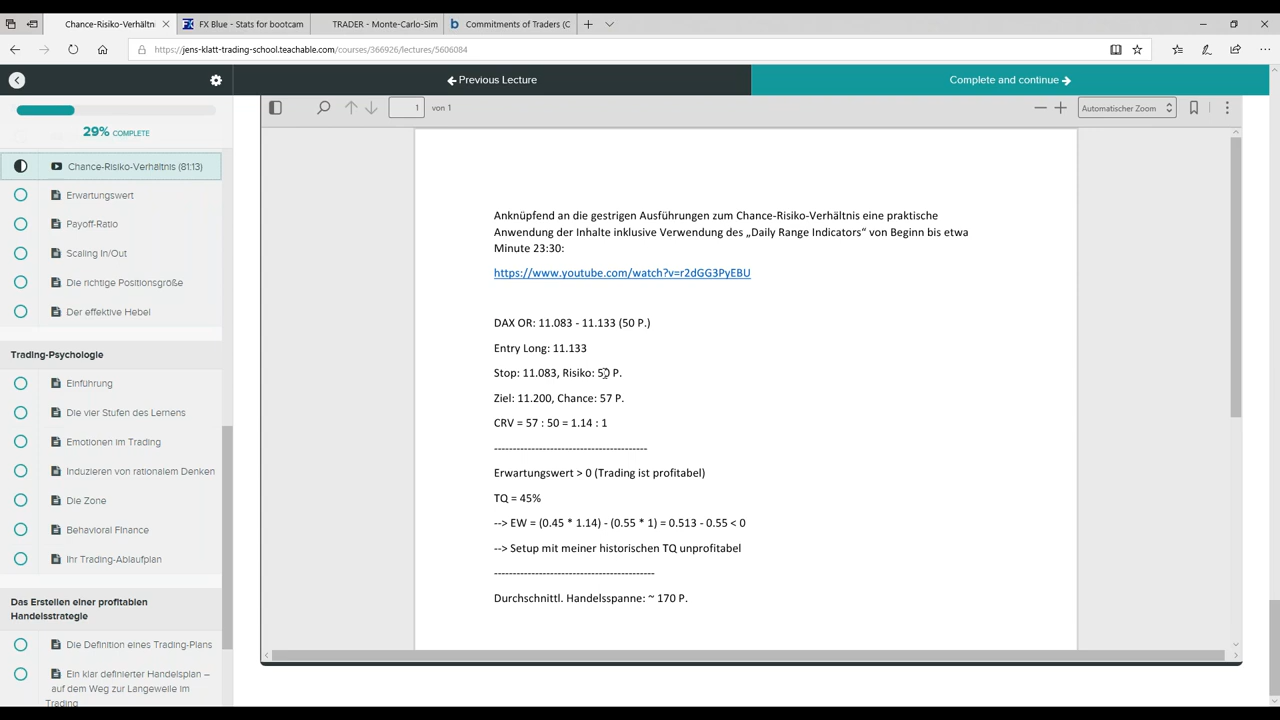 Chance-Risiko-Verhältn
FX Blue - Stats for bootcam
TRADER - Monte-Carlo-Sim
Commitments of Traders (C
https://jens-klatt-trading-school.teachable.com/courses/366926/lectures/5606084
Previous Lecture
Complete and continue
29% COMPLETE
Chance-Risiko-Verhältnis (81:13)
Erwartungswert
Payoff-Ratio
Scaling In/Out
Die richtige Positionsgröße
Der effektive Hebel
Trading-Psychologie
Einführung
Die vier Stufen des Lernens
Emotionen im Trading
Induzieren von rationalem Denken
Die Zone
Behavioral FInance
Ihr Trading-Ablaufplan
Das Erstellen einer profitablen
Handelsstrategie
Die Definition eines Trading-Plans
Ein klar definierter Handelsplan –
auf dem Weg zur Langeweile im
Trading
1 von 1
Automatischer Zoom
Anknüpfend an die gestrigen Ausführungen zum Chance-Risiko-Verhältnis eine praktische
Anwendung der Inhalte inklusive Verwendung des „Daily Range Indicators“ von Beginn bis etwa
Minute 23:30:
https://www.youtube.com/watch?v=r2dGG3PyEBU
DAX OR: 11.083 - 11.133 (50 P.)
Entry Long: 11.133
Stop: 11.083, Risiko: 50 P.
Ziel: 11.200, Chance: 57 P.
CRV = 57 : 50 = 1.14 : 1
-----------------------------------------
Erwartungswert > 0 (Trading ist profitabel)
TQ = 45%
--> EW = (0.45 * 1.14) - (0.55 * 1) = 0.513 - 0.55 < 0
--> Setup mit meiner historischen TQ unprofitabel
-------------------------------------------
Durchschnittl. Handelsspanne: ~ 170 P.